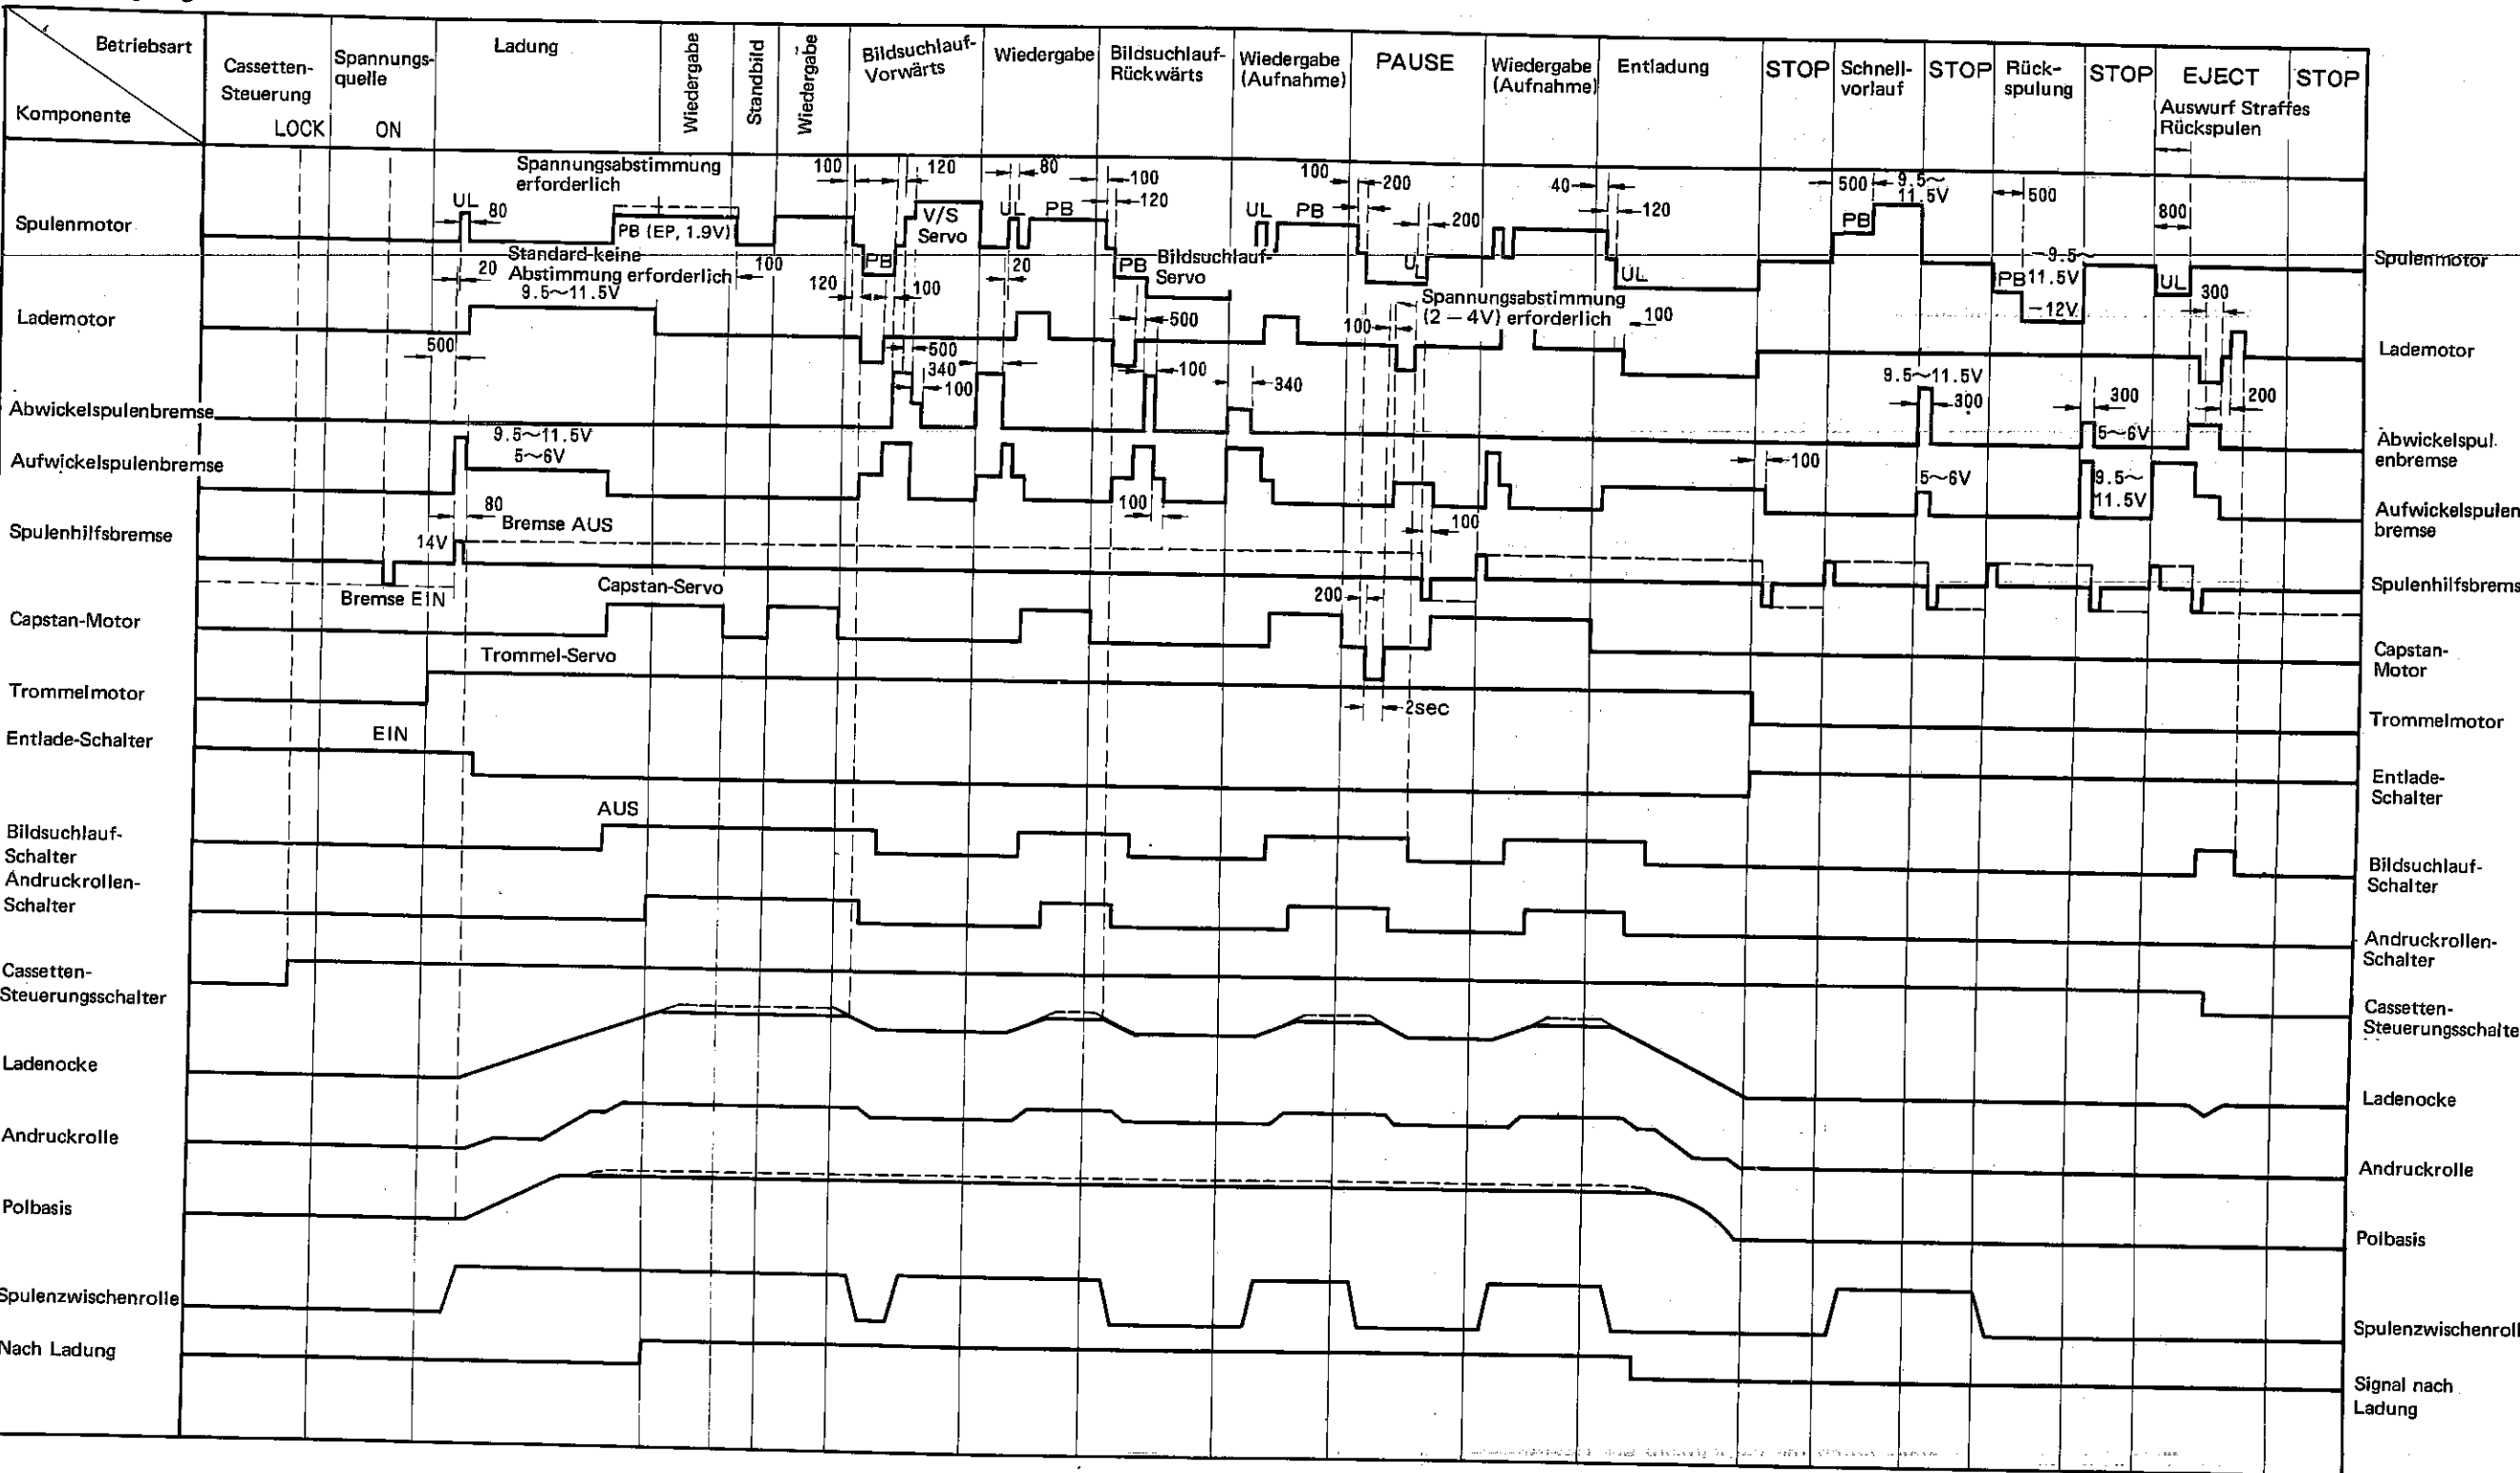 Betriebsart
Komponente
Cassetten-
Steuerung
LOCK
Spannungs-
quelle
ON
Ladung
Wiedergabe
Standbild
Wiedergabe
Bildsuchlauf-
Vorwärts
Wiedergabe
Bildsuchlauf-
Rückwärts
Wiedergabe
(Aufnahme)
PAUSE
Wiedergabe
(Aufnahme)
Entladung
STOP
Schnell-
vorlauf
STOP
Rück-
spulung
STOP
EJECT
Auswurf Straffes
Rückspulen
STOP
Spulenmotor
UL
80
Spannungsabstimmung
erforderlich
PB (EP, 1.9V)
20
Standard-keine
Abstimmung erforderlich
100
100
120
PB
V/S
Servo
120
100
UL
80
PB
20
100
120
PB
Bildsuchlauf-
Servo
UL
PB
100
200
200
UL
40
120
UL
500
9.5~
11.5V
PB
500
PB
-9.5~
11.5V
-12V
800
UL
Spulenmotor
Lademotor
9.5~11.5V
500
500
500
Spannungsabstimmung
(2 – 4V) erforderlich
100
100
300
Lademotor
Abwickelspulenbremse
340
100
100
340
9.5~11.5V
300
300
5~6V
200
Abwickelspul
enbremse
Aufwickelspulenbremse
9.5~11.5V
5~6V
80
100
100
100
5~6V
9.5~
11.5V
Aufwickelspulen
bremse
Spulenhilfsbremse
14V
Bremse AUS
Bremse EIN
Spulenhilfsbrems
Capstan-Motor
Capstan-Servo
200
Capstan-
Motor
Trommelmotor
Trommel-Servo
2sec
Trommelmotor
Entlade-Schalter
EIN
Entlade-
Schalter
Bildsuchlauf-
Schalter
AUS
Bildsuchlauf-
Schalter
Andruckrollen-
Schalter
Andruckrollen-
Schalter
Cassetten-
Steuerungsschalter
Cassetten-
Steuerungsschalte
Ladenocke
Ladenocke
Andruckrolle
Andruckrolle
Polbasis
Polbasis
Spulenzwischenrolle
Spulenzwischenroll
Nach Ladung
Signal nach
Ladung